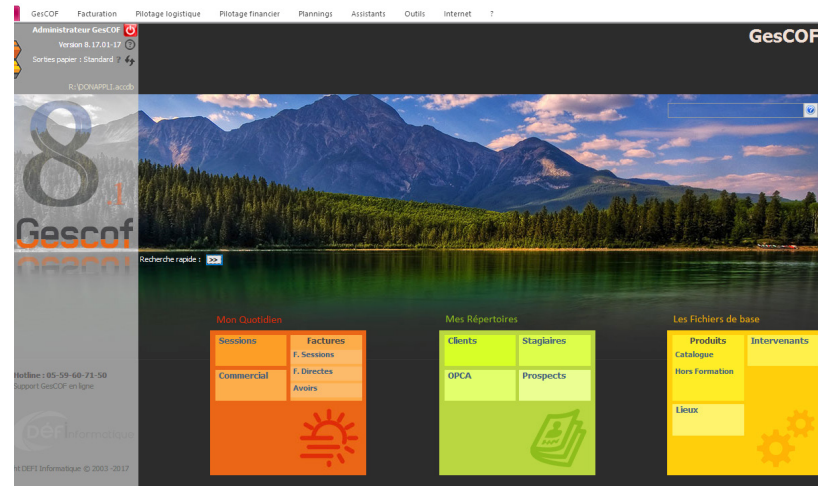 GesCOF Facturation Pilotage logistique Pilotage financier Plannings Assistants Outils Internet ?
Administrateur GesCOF
Version 8.17.01-17 ?
Sorties papier : Standard ?
R:\DONAPPLI.accdb
GesCOF
8.!
Gescof
Recherche rapide : >>
Mon Quotidien
Sessions
Factures
F. Sessions
Commercial
F. Directes
Avoirs
Mes Répertoires
Clients
Stagiaires
OPCA
Prospects
Les Fichiers de base
Produits
Intervenants
Catalogue
Hors Formation
Lieux
Hotline : 05-59-60-71-50
Support GesCOF en ligne
DéFI Informatique
nt DEFI Informatique © 2003 -2017